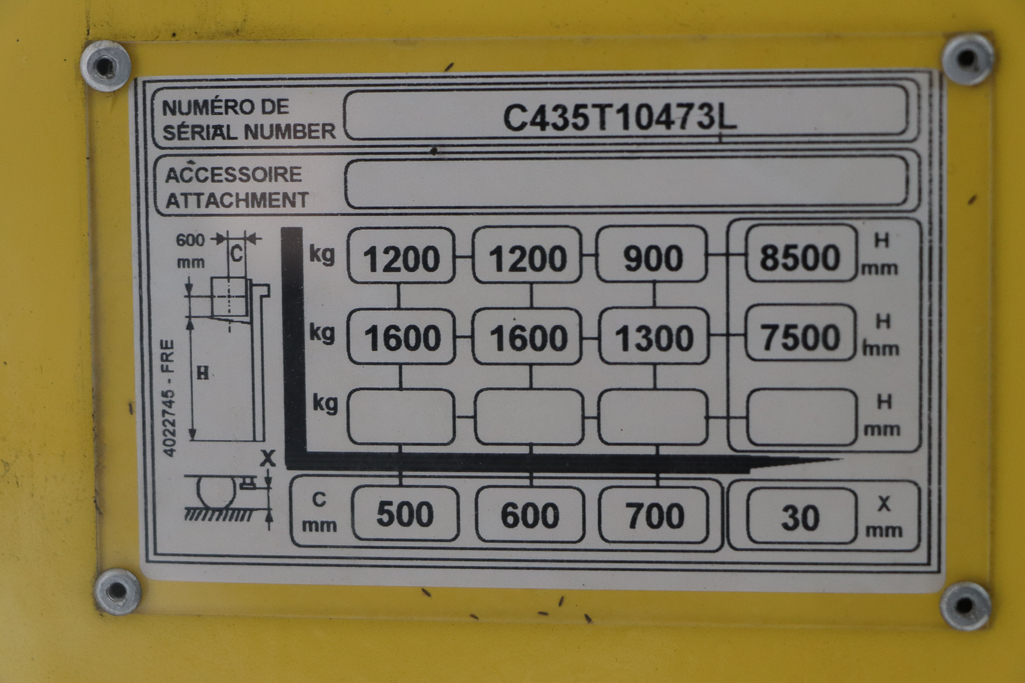 NUMÉRO DE
SÉRIAL NUMBER
C435T10473L
ACCESSOIRE
ATTACHMENT
600 mm
C
H
X
4022745 - FRE
kg 1200 1200 900 8500 H mm
kg 1600 1600 1300 7500 H mm
kg H mm
C mm 500 600 700 30 X mm